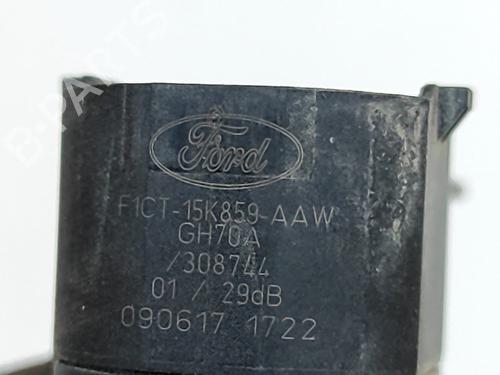 Ford
F1CT-15K859-AAW
GH70A
/308744
01 / 29dB
090617 1722
B-PARTS